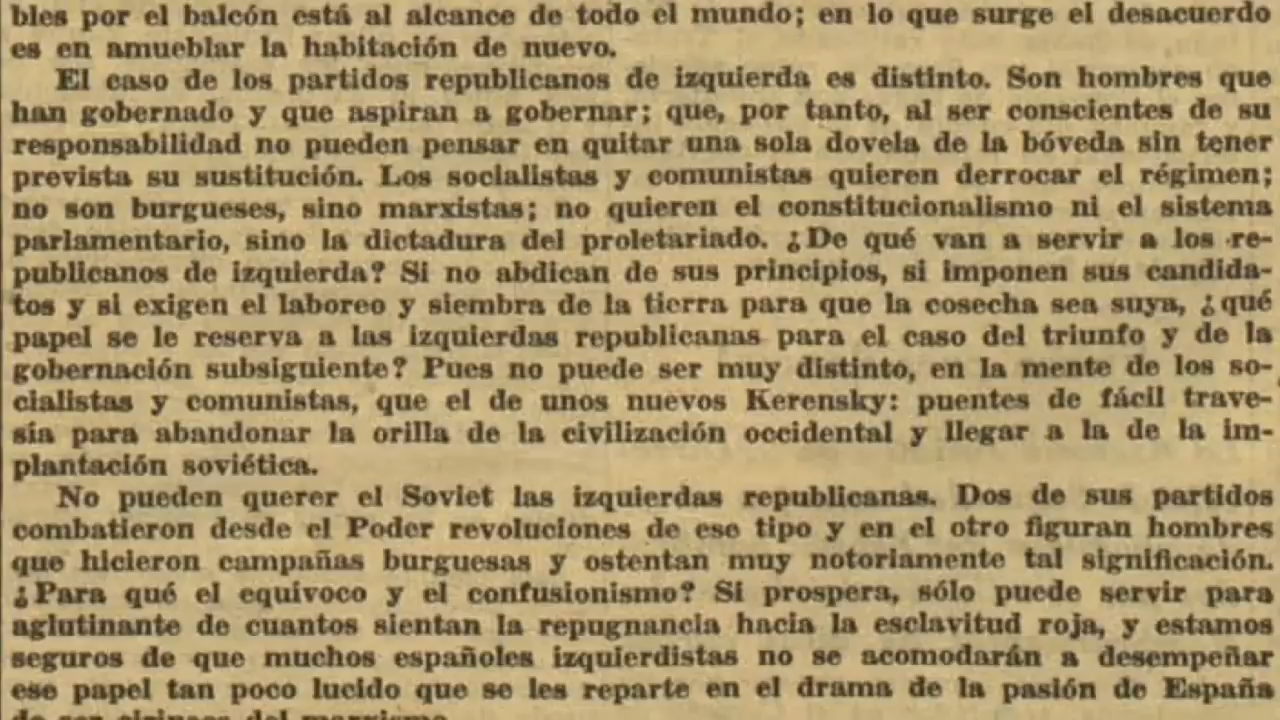 bles por el balcón está al alcance de todo el mundo; en lo que surge el desacuerdo
es en amueblar la habitación de nuevo.
El caso de los partidos republicanos de izquierda es distinto. Son hombres que
han gobernado y que aspiran a gobernar; que, por tanto, al ser conscientes de su
responsabilidad no pueden pensar en quitar una sola dovela de la bóveda sin tener
prevista su sustitución. Los socialistas y comunistas quieren derrocar el régimen;
no son burgueses, sino marxistas; no quieren el constitucionalismo ni el sistema
parlamentario, sino la dictadura del proletariado. ¿De qué van a servir a los re-
publicanos de izquierda? Si no abdican de sus principios, si imponen sus candida-
tos y si exigen el laboreo y siembra de la tierra para que la cosecha sea suya, ¿qué
papel se le reserva a las izquierdas republicanas para el caso del triunfo y de la
gobernación subsiguiente? Pues no puede ser muy distinto, en la mente de los so-
cialistas y comunistas, que el de unos nuevos Kerensky: puentes de fácil trave-
sía para abandonar la orilla de la civilización occidental y llegar a la de la im-
plantación soviética.
No pueden querer el Soviet las izquierdas republicanas. Dos de sus partidos
combatieron desde el Poder revoluciones de ese tipo y en el otro figuran hombres
que hicieron campañas burguesas y ostentan muy notoriamente tal significación.
¿Para qué el equivoco y el confusionismo? Si prospera, sólo puede servir para
aglutinante de cuantos sientan la repugnancia hacia la esclavitud roja, y estamos
seguros de que muchos españoles izquierdistas no se acomodarán a desempeñar
ese papel tan poco lucido que se les reparte en el drama de la pasión de España